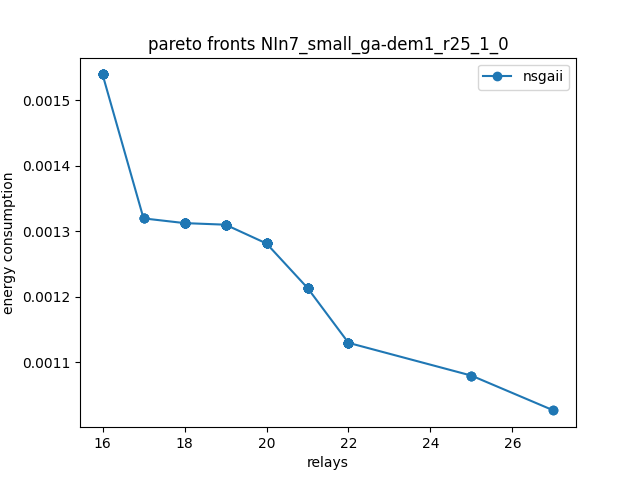 pareto fronts NIn7_small_ga-dem1_r25_1_0
nsgaii
0.0015
0.0014
0.0013
0.0012
0.0011
energy consumption
16 18 20 22 24 26
relays